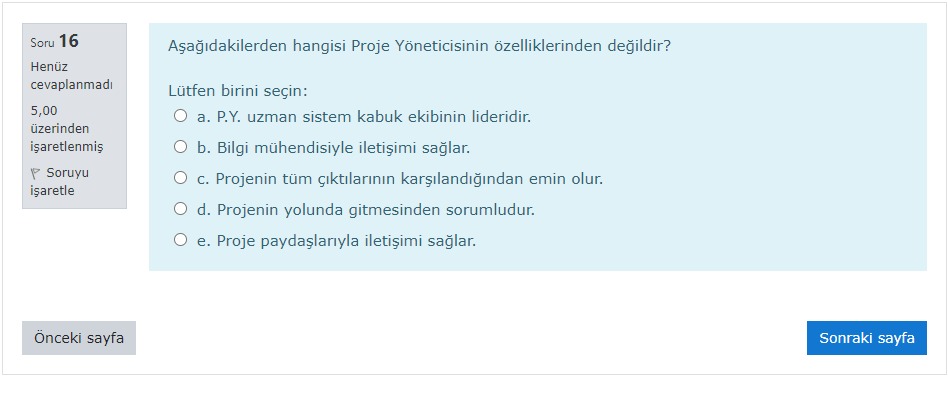 Soru 16
Henüz
cevaplanmadı
5,00
üzerinden
işaretlenmiş
Soruyu
işaretle
Aşağıdakilerden hangisi Proje Yöneticisinin özelliklerinden değildir?
Lütfen birini seçin:
a. P.Y. uzman sistem kabuk ekibinin lideridir.
b. Bilgi mühendisiyle iletişimi sağlar.
c. Projenin tüm çıktılarının karşılandığından emin olur.
d. Projenin yolunda gitmesinden sorumludur.
e. Proje paydaşlarıyla iletişimi sağlar.
Önceki sayfa
Sonraki sayfa